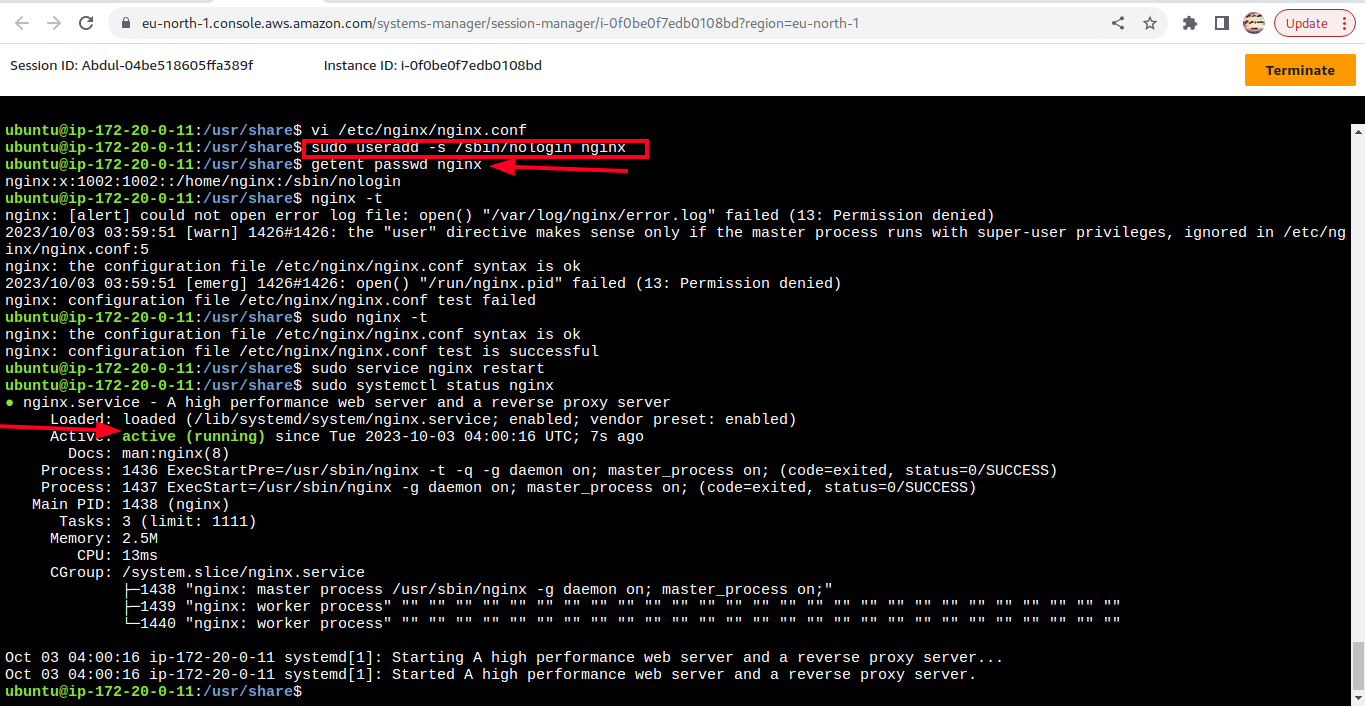 eu-north-1.console.aws.amazon.com/systems-manager/session-manager/i-0f0be0f7edb0108bd?region=eu-north-1
Update
Session ID: Abdul-04be518605ffa389f
Instance ID: i-0f0be0f7edb0108bd
Terminate
ubuntu@ip-172-20-0-11:/usr/share$ vi /etc/nginx/nginx.conf
ubuntu@ip-172-20-0-11:/usr/share$ sudo useradd -s /sbin/nologin nginx
ubuntu@ip-172-20-0-11:/usr/share$ getent passwd nginx
nginx:x:1002:1002::/home/nginx:/sbin/nologin
ubuntu@ip-172-20-0-11:/usr/share$ nginx -t
nginx: [alert] could not open error log file: open() "/var/log/nginx/error.log" failed (13: Permission denied)
2023/10/03 03:59:51 [warn] 1426#1426: the "user" directive makes sense only if the master process runs with super-user privileges, ignored in /etc/ng
inx/nginx.conf:5
nginx: the configuration file /etc/nginx/nginx.conf syntax is ok
2023/10/03 03:59:51 [emerg] 1426#1426: open() "/run/nginx.pid" failed (13: Permission denied)
nginx: configuration file /etc/nginx/nginx.conf test failed
ubuntu@ip-172-20-0-11:/usr/share$ sudo nginx -t
nginx: the configuration file /etc/nginx/nginx.conf syntax is ok
nginx: configuration file /etc/nginx/nginx.conf test is successful
ubuntu@ip-172-20-0-11:/usr/share$ sudo service nginx restart
ubuntu@ip-172-20-0-11:/usr/share$ sudo systemctl status nginx
● nginx.service - A high performance web server and a reverse proxy server
Loaded: loaded (/lib/systemd/system/nginx.service; enabled; vendor preset: enabled)
Active: active (running) since Tue 2023-10-03 04:00:16 UTC; 7s ago
Docs: man:nginx(8)
Process: 1436 ExecStartPre=/usr/sbin/nginx -t -q -g daemon on; master_process on; (code=exited, status=0/SUCCESS)
Process: 1437 ExecStart=/usr/sbin/nginx -g daemon on; master_process on; (code=exited, status=0/SUCCESS)
Main PID: 1438 (nginx)
Tasks: 3 (limit: 1111)
Memory: 2.5M
CPU: 13ms
CGroup: /system.slice/nginx.service
├─1438 "nginx: master process /usr/sbin/nginx -g daemon on; master_process on;"
├─1439 "nginx: worker process" "" "" "" "" "" "" "" "" "" "" "" "" "" "" "" "" "" "" "" "" "" "" "" "" "" "" ""
└─1440 "nginx: worker process" "" "" "" "" "" "" "" "" "" "" "" "" "" "" "" "" "" "" "" "" "" "" "" "" "" "" ""
Oct 03 04:00:16 ip-172-20-0-11 systemd[1]: Starting A high performance web server and a reverse proxy server...
Oct 03 04:00:16 ip-172-20-0-11 systemd[1]: Started A high performance web server and a reverse proxy server.
ubuntu@ip-172-20-0-11:/usr/share$